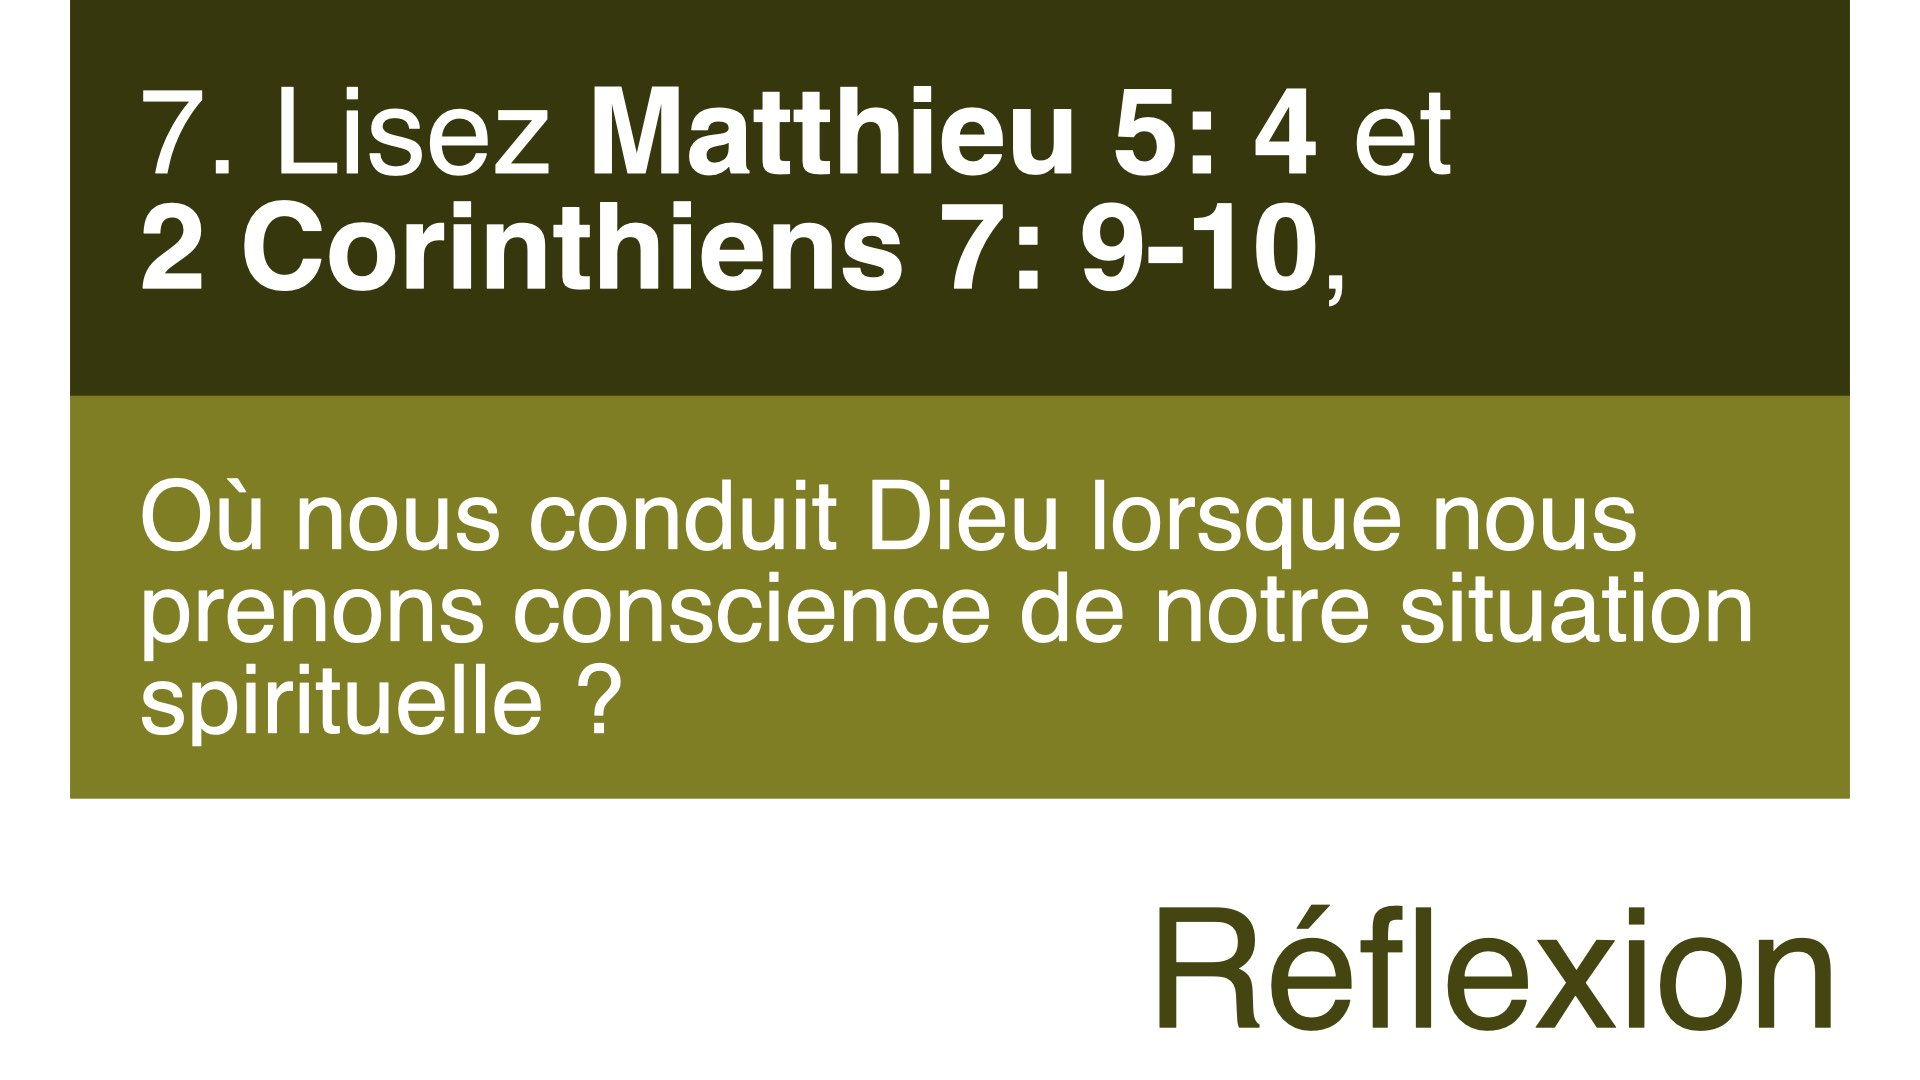 7. Lisez Matthieu 5: 4 et
2 Corinthiens 7: 9-10,
Où nous conduit Dieu lorsque nous
prenons conscience de notre situation
spirituelle ?
Réflexion